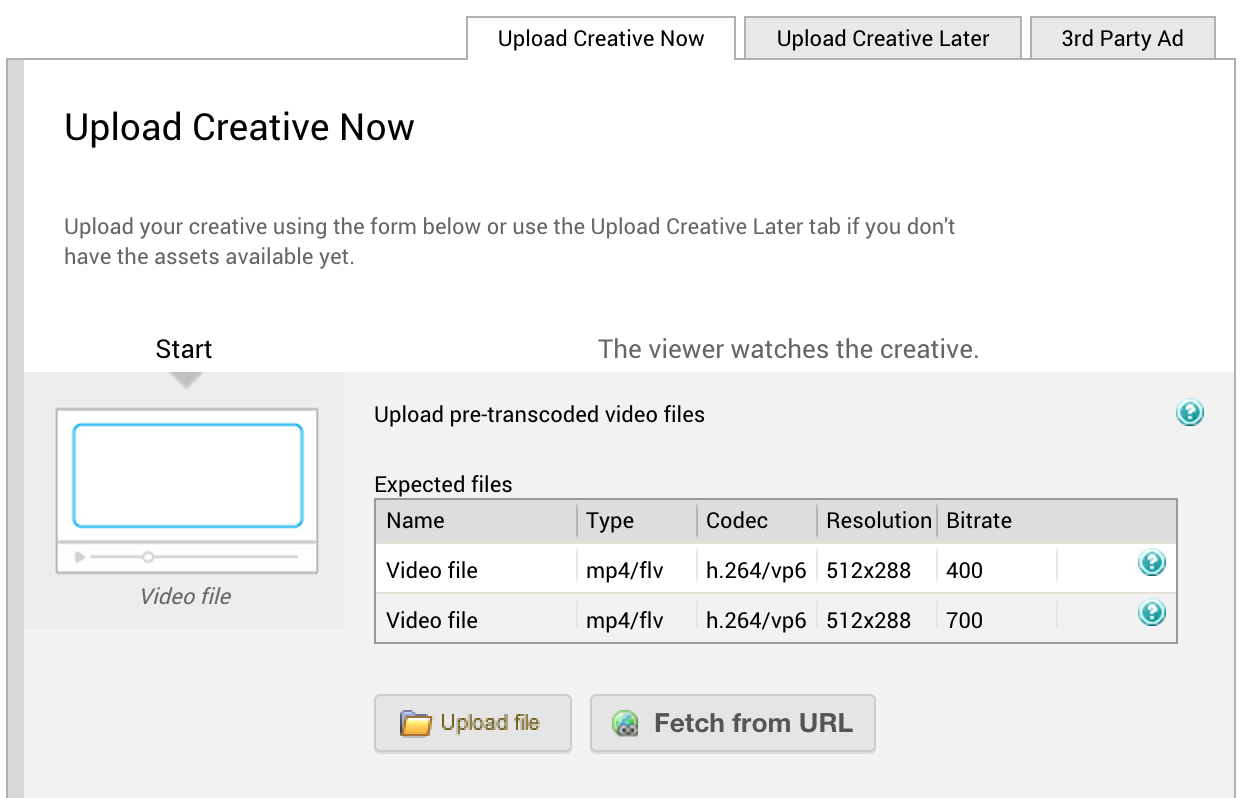 Upload Creative Now Upload Creative Later 3rd Party Ad
Upload Creative Now
Upload your creative using the form below or use the Upload Creative Later tab if you don't
have the assets available yet.
Start The viewer watches the creative.
Upload pre-transcoded video files
Expected files
Name Type Codec Resolution Bitrate
Video file mp4/flv h.264/vp6 512x288 400
Video file mp4/flv h.264/vp6 512x288 700
Video file
Upload file Fetch from URL